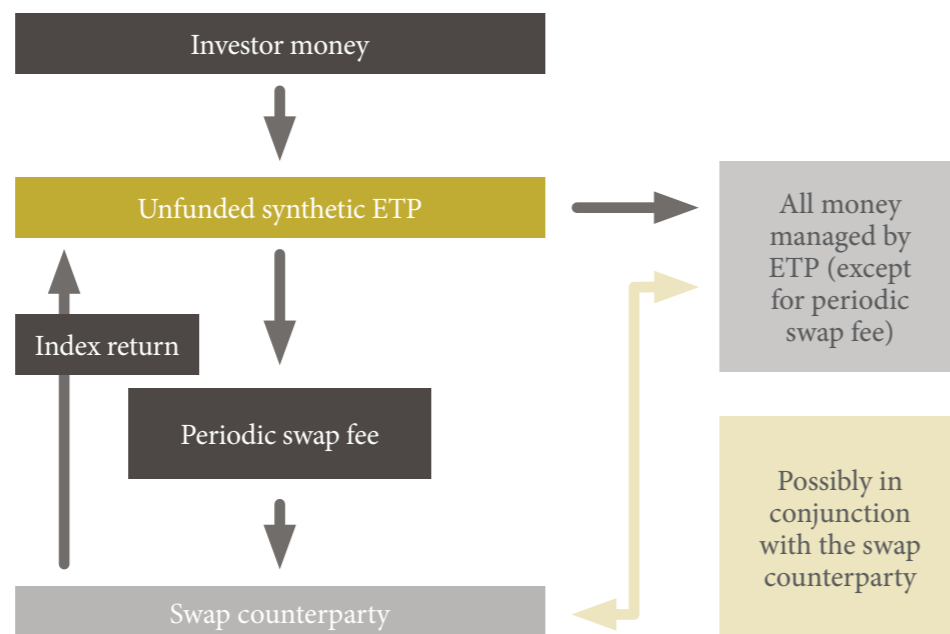 Investor money
Unfunded synthetic ETP
All money
managed by
ETP (except
for periodic
swap fee)
Index return
Periodic swap fee
Possibly in
conjunction
with the swap
counterparty
Swap counterparty